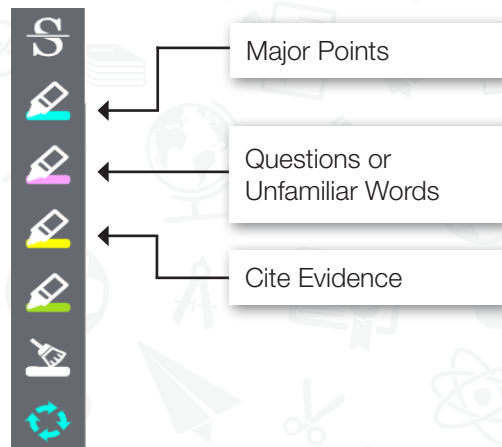 S
Major Points
Questions or
Unfamiliar Words
Cite Evidence